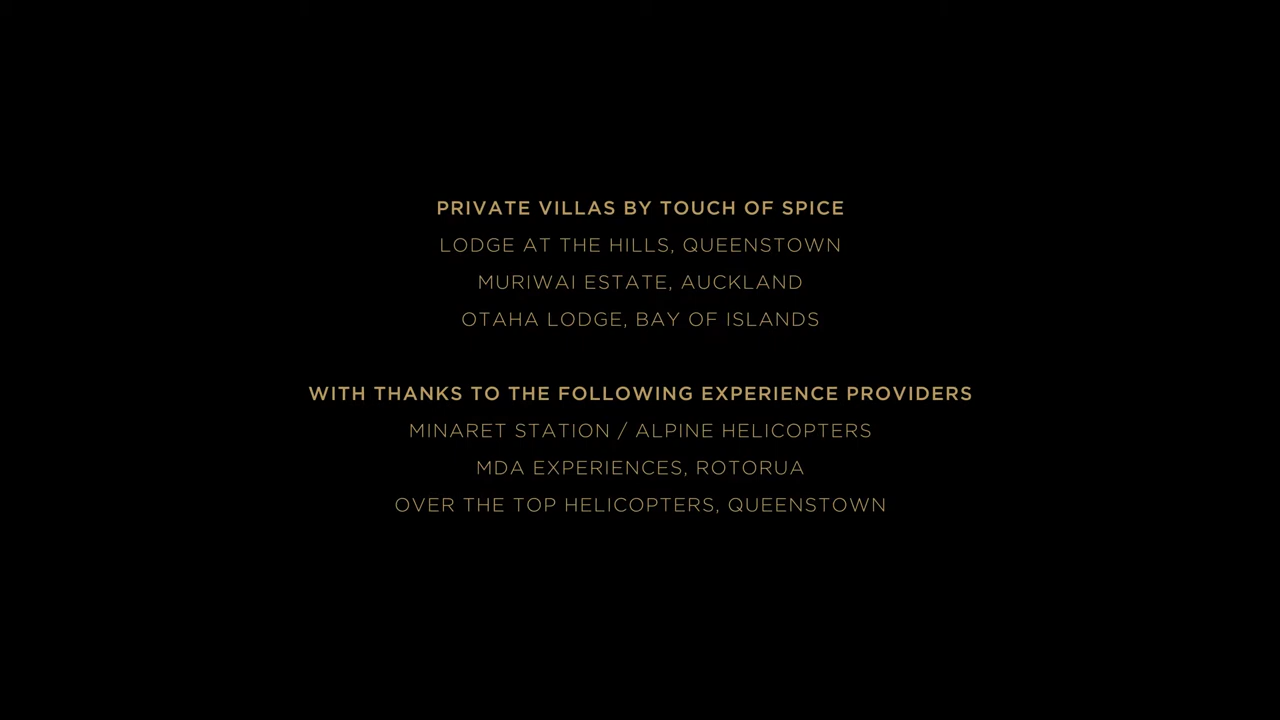 PRIVATE VILLAS BY TOUCH OF SPICE
LODGE AT THE HILLS, QUEENSTOWN
MURIWAI ESTATE, AUCKLAND
OTAHA LODGE, BAY OF ISLANDS
WITH THANKS TO THE FOLLOWING EXPERIENCE PROVIDERS
MINARET STATION / ALPINE HELICOPTERS
MDA EXPERIENCES, ROTORUA
OVER THE TOP HELICOPTERS, QUEENSTOWN